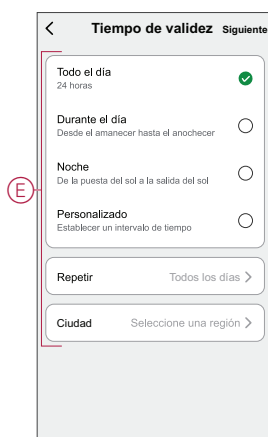 Tiempo de validez Siguiente
Todo el día
24 horas
Durante el día
Desde el amanecer hasta el anochecer
Noche
De la puesta del sol a la salida del sol
Personalizado
Establecer un intervalo de tiempo
E
Repetir Todos los días
Ciudad Seleccione una región